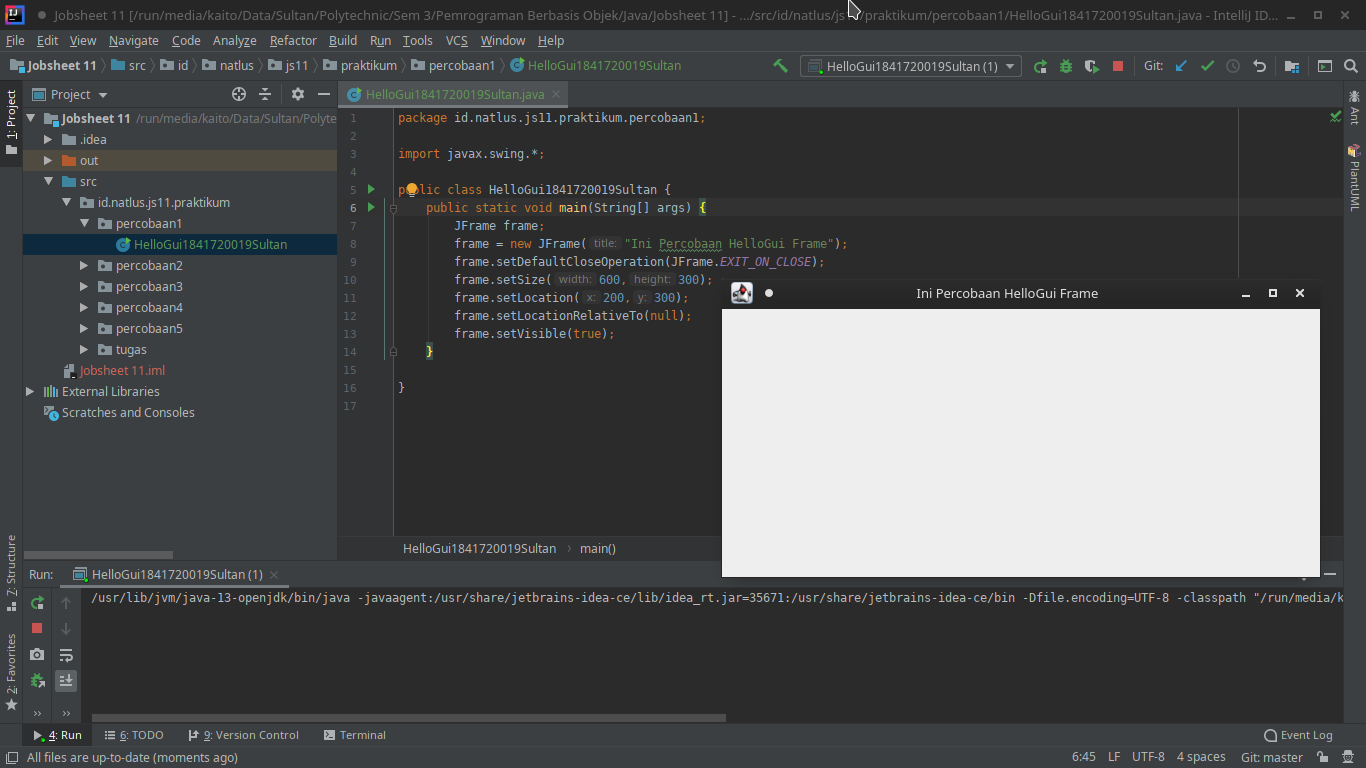 Jobsheet 11 [/run/media/kaito/Data/Sultan/Polytechnic/Sem 3/Pemrograman Berbasis Objek/Java/Jobsheet 11] - .../src/id/natlus/js11/praktikum/percobaan1/HelloGui1841720019Sultan.java - IntelliJ ID...
File Edit View Navigate Code Analyze Refactor Build Run Tools VCS Window Help
Jobsheet 11 src id natlus js11 praktikum percobaan1 HelloGui1841720019Sultan HelloGui1841720019Sultan (1) Git:
1: Project
Project
Jobsheet 11 /run/media/kaito/Data/Sultan/Polyte
.idea
out
src
id.natlus.js11.praktikum
percobaan1
HelloGui1841720019Sultan
percobaan2
percobaan3
percobaan4
percobaan5
tugas
Jobsheet 11.iml
External Libraries
Scratches and Consoles
HelloGui1841720019Sultan.java
1 package id.natlus.js11.praktikum.percobaan1;
2
3 import javax.swing.*;
4
5 public class HelloGui1841720019Sultan {
6 public static void main(String[] args) {
7 JFrame frame;
8 frame = new JFrame( title: "Ini Percobaan HelloGui Frame");
9 frame.setDefaultCloseOperation(JFrame.EXIT_ON_CLOSE);
10 frame.setSize( width: 600, height: 300);
11 frame.setLocation( x: 200, y: 300);
12 frame.setLocationRelativeTo(null);
13 frame.setVisible(true);
14 }
15
16 }
17
HelloGui1841720019Sultan › main()
Ini Percobaan HelloGui Frame
Ant
PlantUML
7: Structure
2: Favorites
Run: HelloGui1841720019Sultan (1)
/usr/lib/jvm/java-13-openjdk/bin/java -javaagent:/usr/share/jetbrains-idea-ce/lib/idea_rt.jar=35671:/usr/share/jetbrains-idea-ce/bin -Dfile.encoding=UTF-8 -classpath "/run/media/k
4: Run 6: TODO 9: Version Control Terminal Event Log
All files are up-to-date (moments ago) 6:45 LF UTF-8 4 spaces Git: master